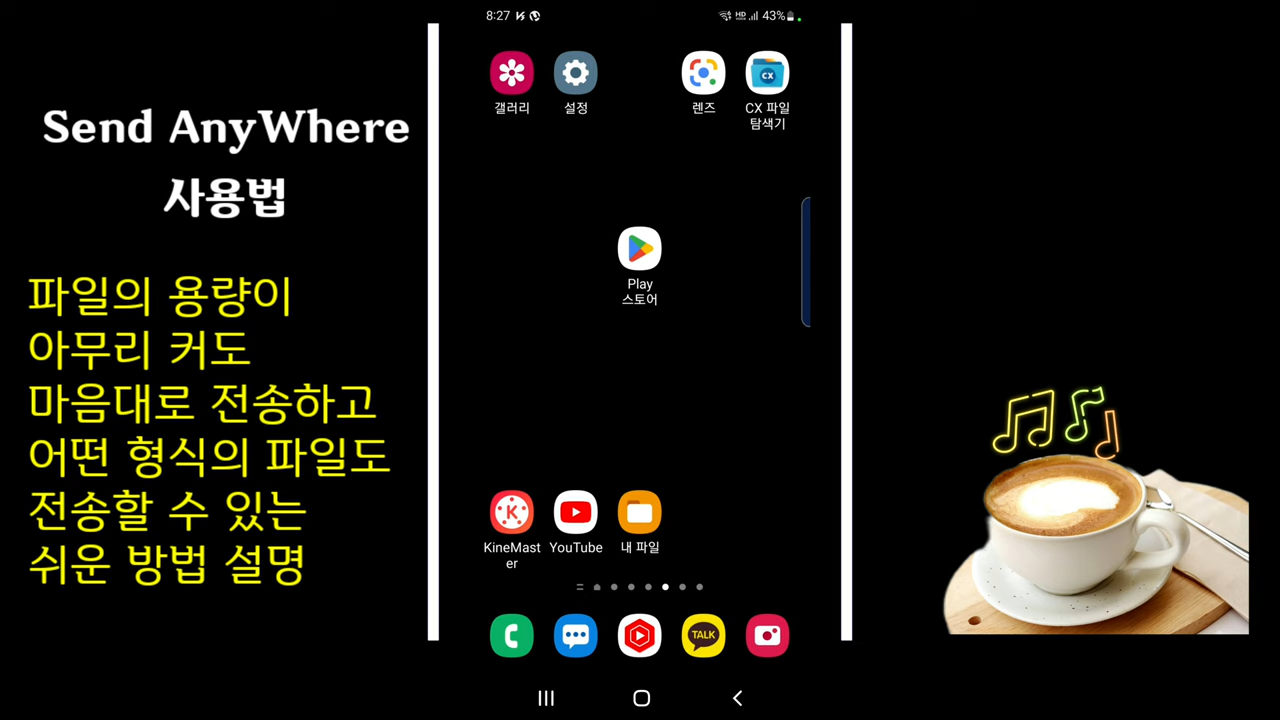 Send AnyWhere
사용법
파일의 용량이
아무리 커도
마음대로 전송하고
어떤 형식의 파일도
전송할 수 있는
쉬운 방법 설명
8:27
HD
43%
갤러리
설정
렌즈
CX
CX 파일
탐색기
Play
스토어
K
KineMast
er
YouTube
내 파일
TALK